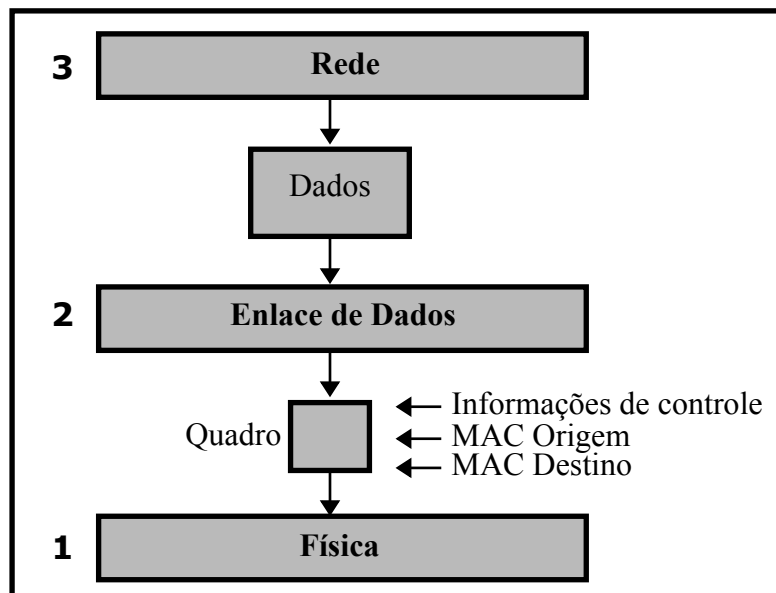 3
Rede
Dados
2
Enlace de Dados
Quadro
Informações de controle
MAC Origem
MAC Destino
1
Física